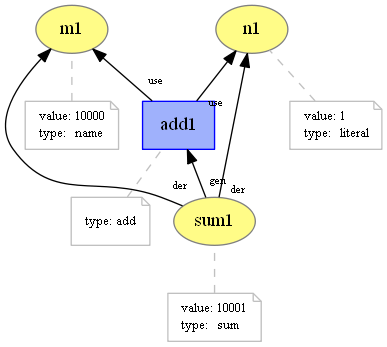 m1
n1
use
use
value: 10000
type: name
value: 1
type: literal
add1
der
gen
der
type: add
sum1
value: 10001
type: sum